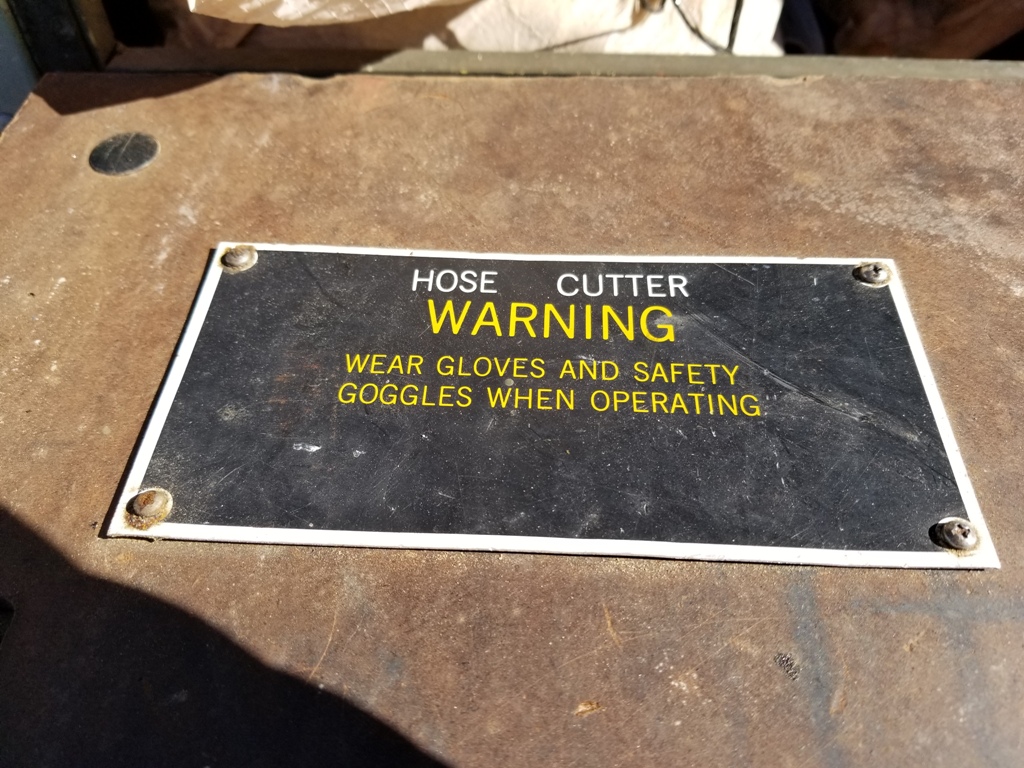 HOSE CUTTER
WARNING
WEAR GLOVES AND SAFETY
GOGGLES WHEN OPERATING